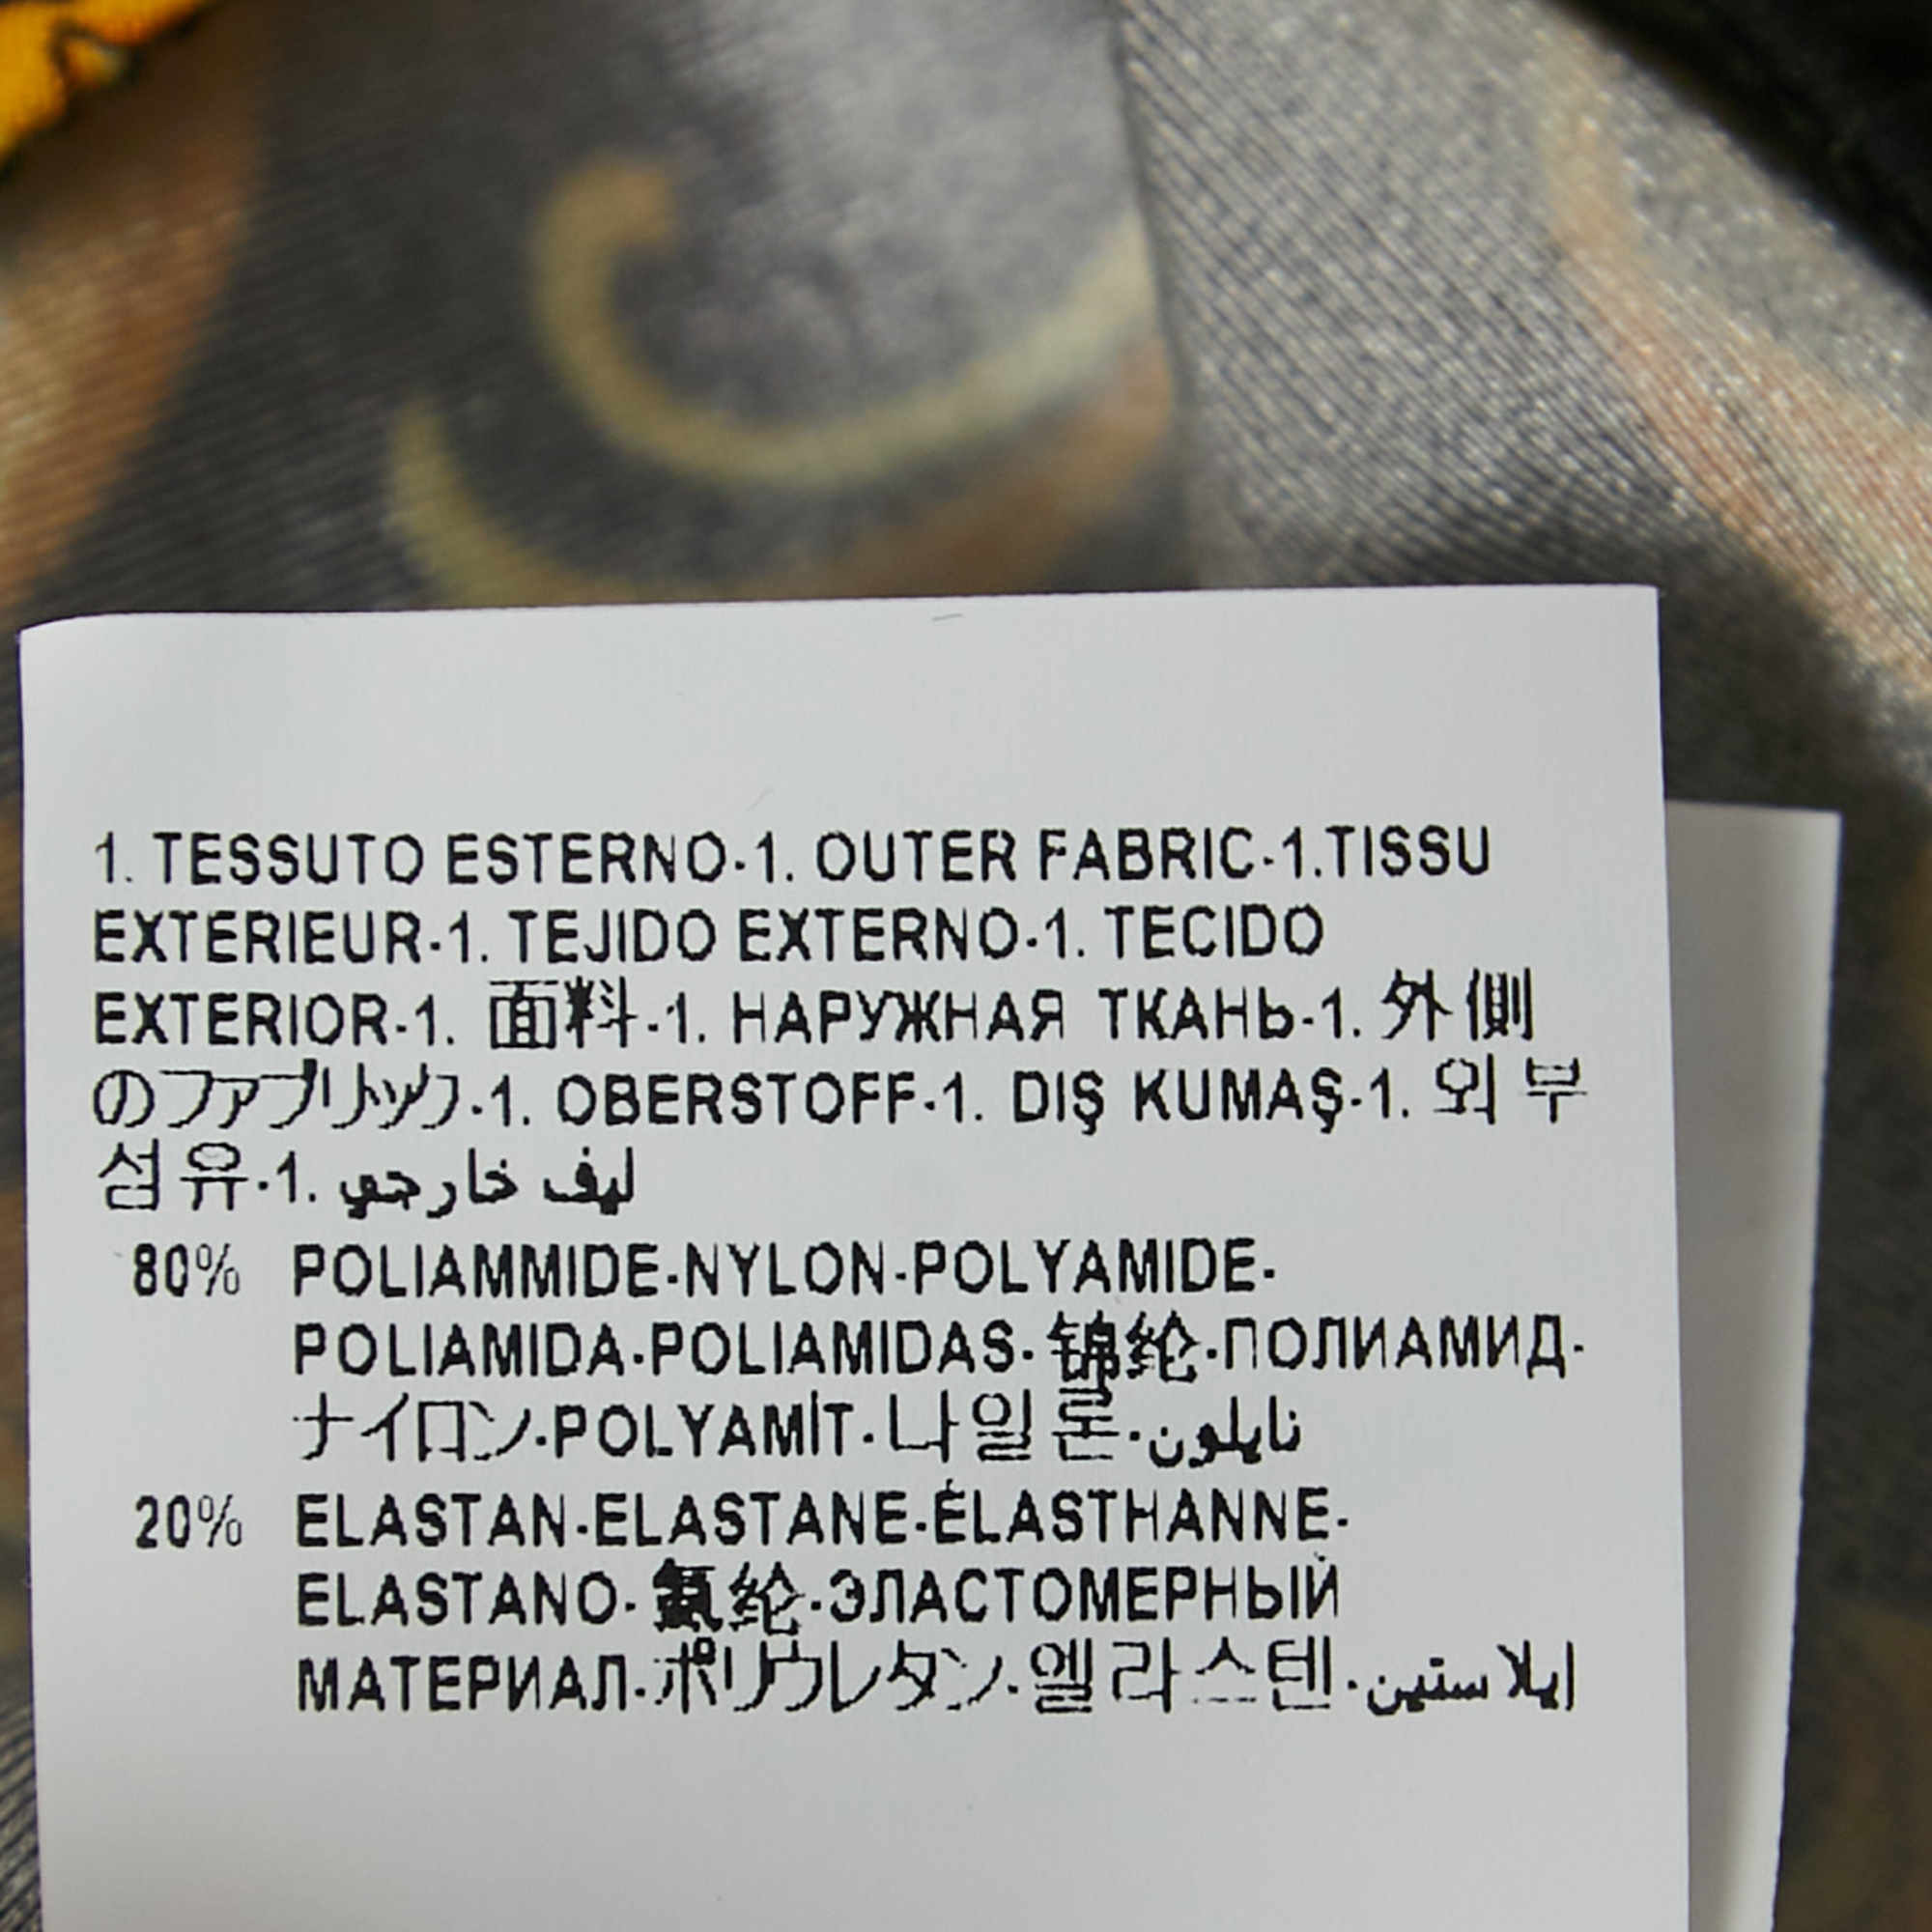 1. TESSUTO ESTERNO-1. OUTER FABRIC-1.TISSU
EXTERIEUR-1. TEJIDO EXTERNO-1. TECIDO
EXTERIOR-1. 面料-1. НАРУЖНАЯ ТКАНЬ-1. 外側
のファブリック-1. OBERSTOFF-1. DIŞ KUMAŞ-1. 외부
섬유-1. ليف خارجي
80% POLIAMMIDE-NYLON-POLYAMIDE-
POLIAMIDA-POLIAMIDAS-锦纶-ПОЛИАМИД-
ナイロン-POLYAMİT-나일론-نايلون
20% ELASTAN-ELASTANE-ÉLASTHANNE-
ELASTANO-氨纶-ЭЛАСТОМЕРНЫЙ
МАТЕРИАЛ-ポリウレタン-엘라스텐-ايلاستين